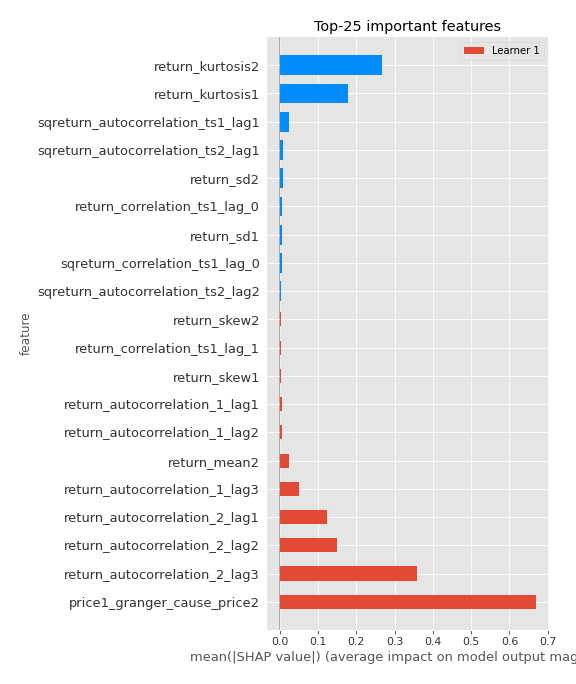 Top-25 important features
Learner 1
return_kurtosis2
return_kurtosis1
sqreturn_autocorrelation_ts1_lag1
sqreturn_autocorrelation_ts2_lag1
return_sd2
return_correlation_ts1_lag_0
return_sd1
sqreturn_correlation_ts1_lag_0
sqreturn_autocorrelation_ts2_lag2
return_skew2
return_correlation_ts1_lag_1
return_skew1
return_autocorrelation_1_lag1
return_autocorrelation_1_lag2
return_mean2
return_autocorrelation_1_lag3
return_autocorrelation_2_lag1
return_autocorrelation_2_lag2
return_autocorrelation_2_lag3
price1_granger_cause_price2
feature
0.0 0.1 0.2 0.3 0.4 0.5 0.6 0.7
mean(|SHAP value|) (average impact on model output mag